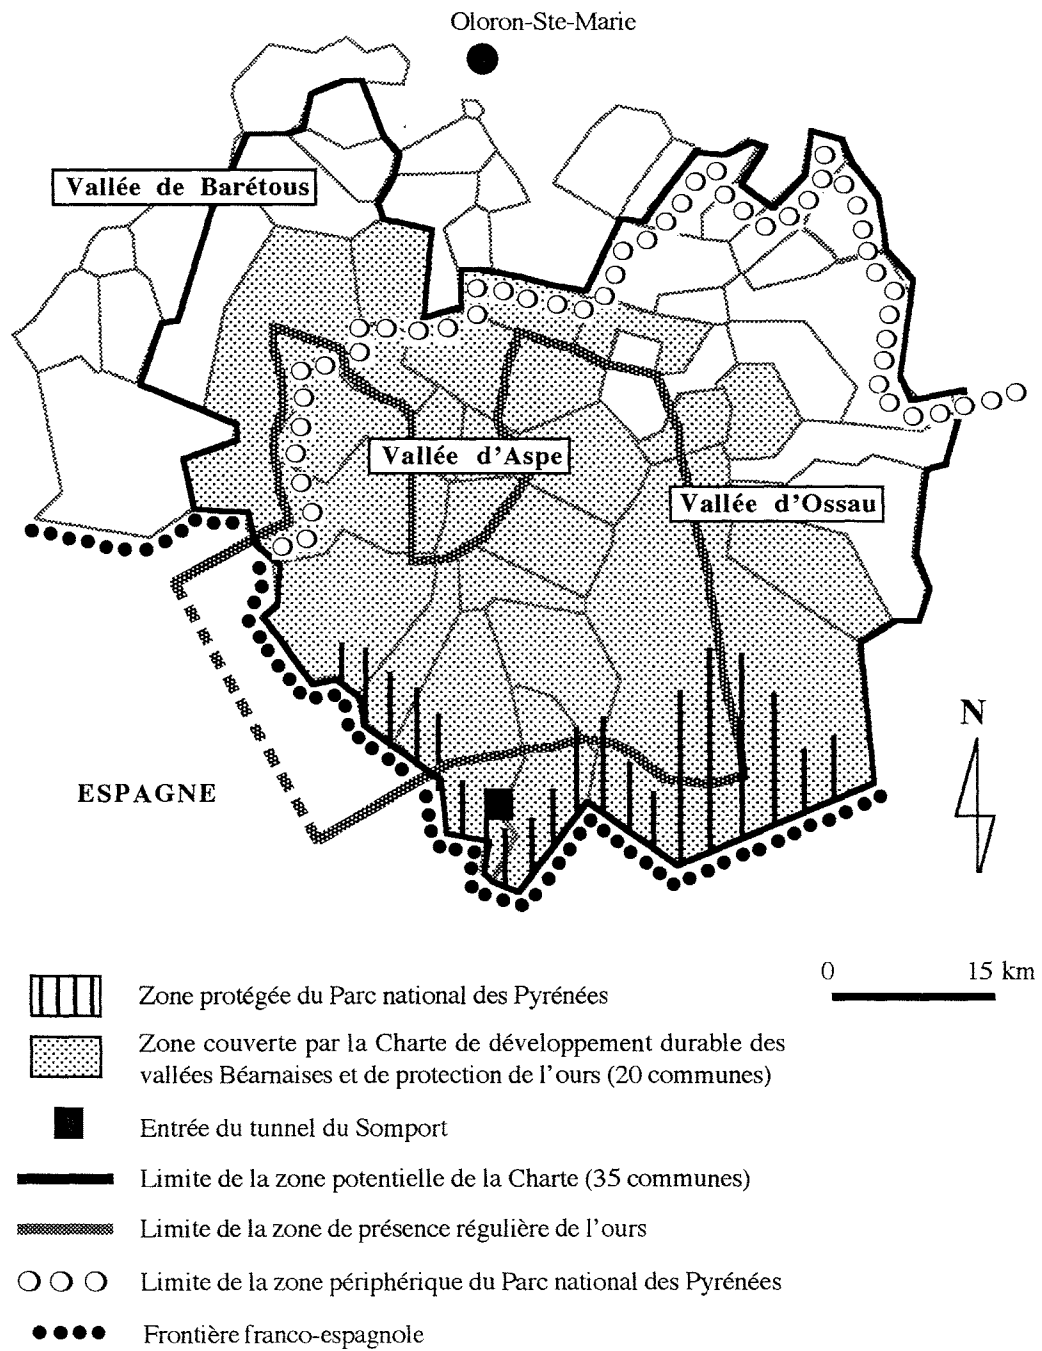 Oloron-Ste-Marie
Vallée de Barétous
Vallée d'Aspe
Vallée d'Ossau
N
ESPAGNE
0 15 km
Zone protégée du Parc national des Pyrénées
Zone couverte par la Charte de développement durable des
vallées Béarnaises et de protection de l'ours (20 communes)
Entrée du tunnel du Somport
Limite de la zone potentielle de la Charte (35 communes)
Limite de la zone de présence régulière de l'ours
Limite de la zone périphérique du Parc national des Pyrénées
Frontière franco-espagnole